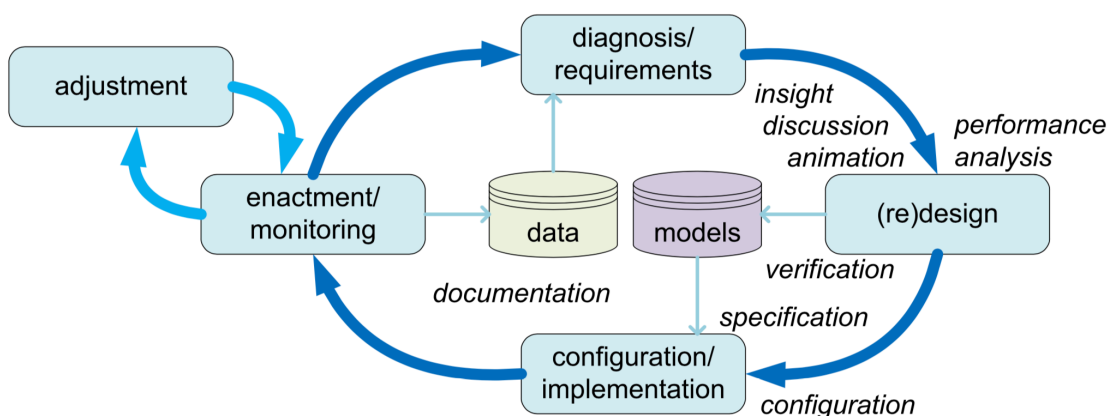 diagnosis/
requirements
adjustment
insight
discussion
animation
performance
analysis
enactment/
monitoring
data
models
(re)design
verification
documentation
specification
configuration/
implementation
configuration